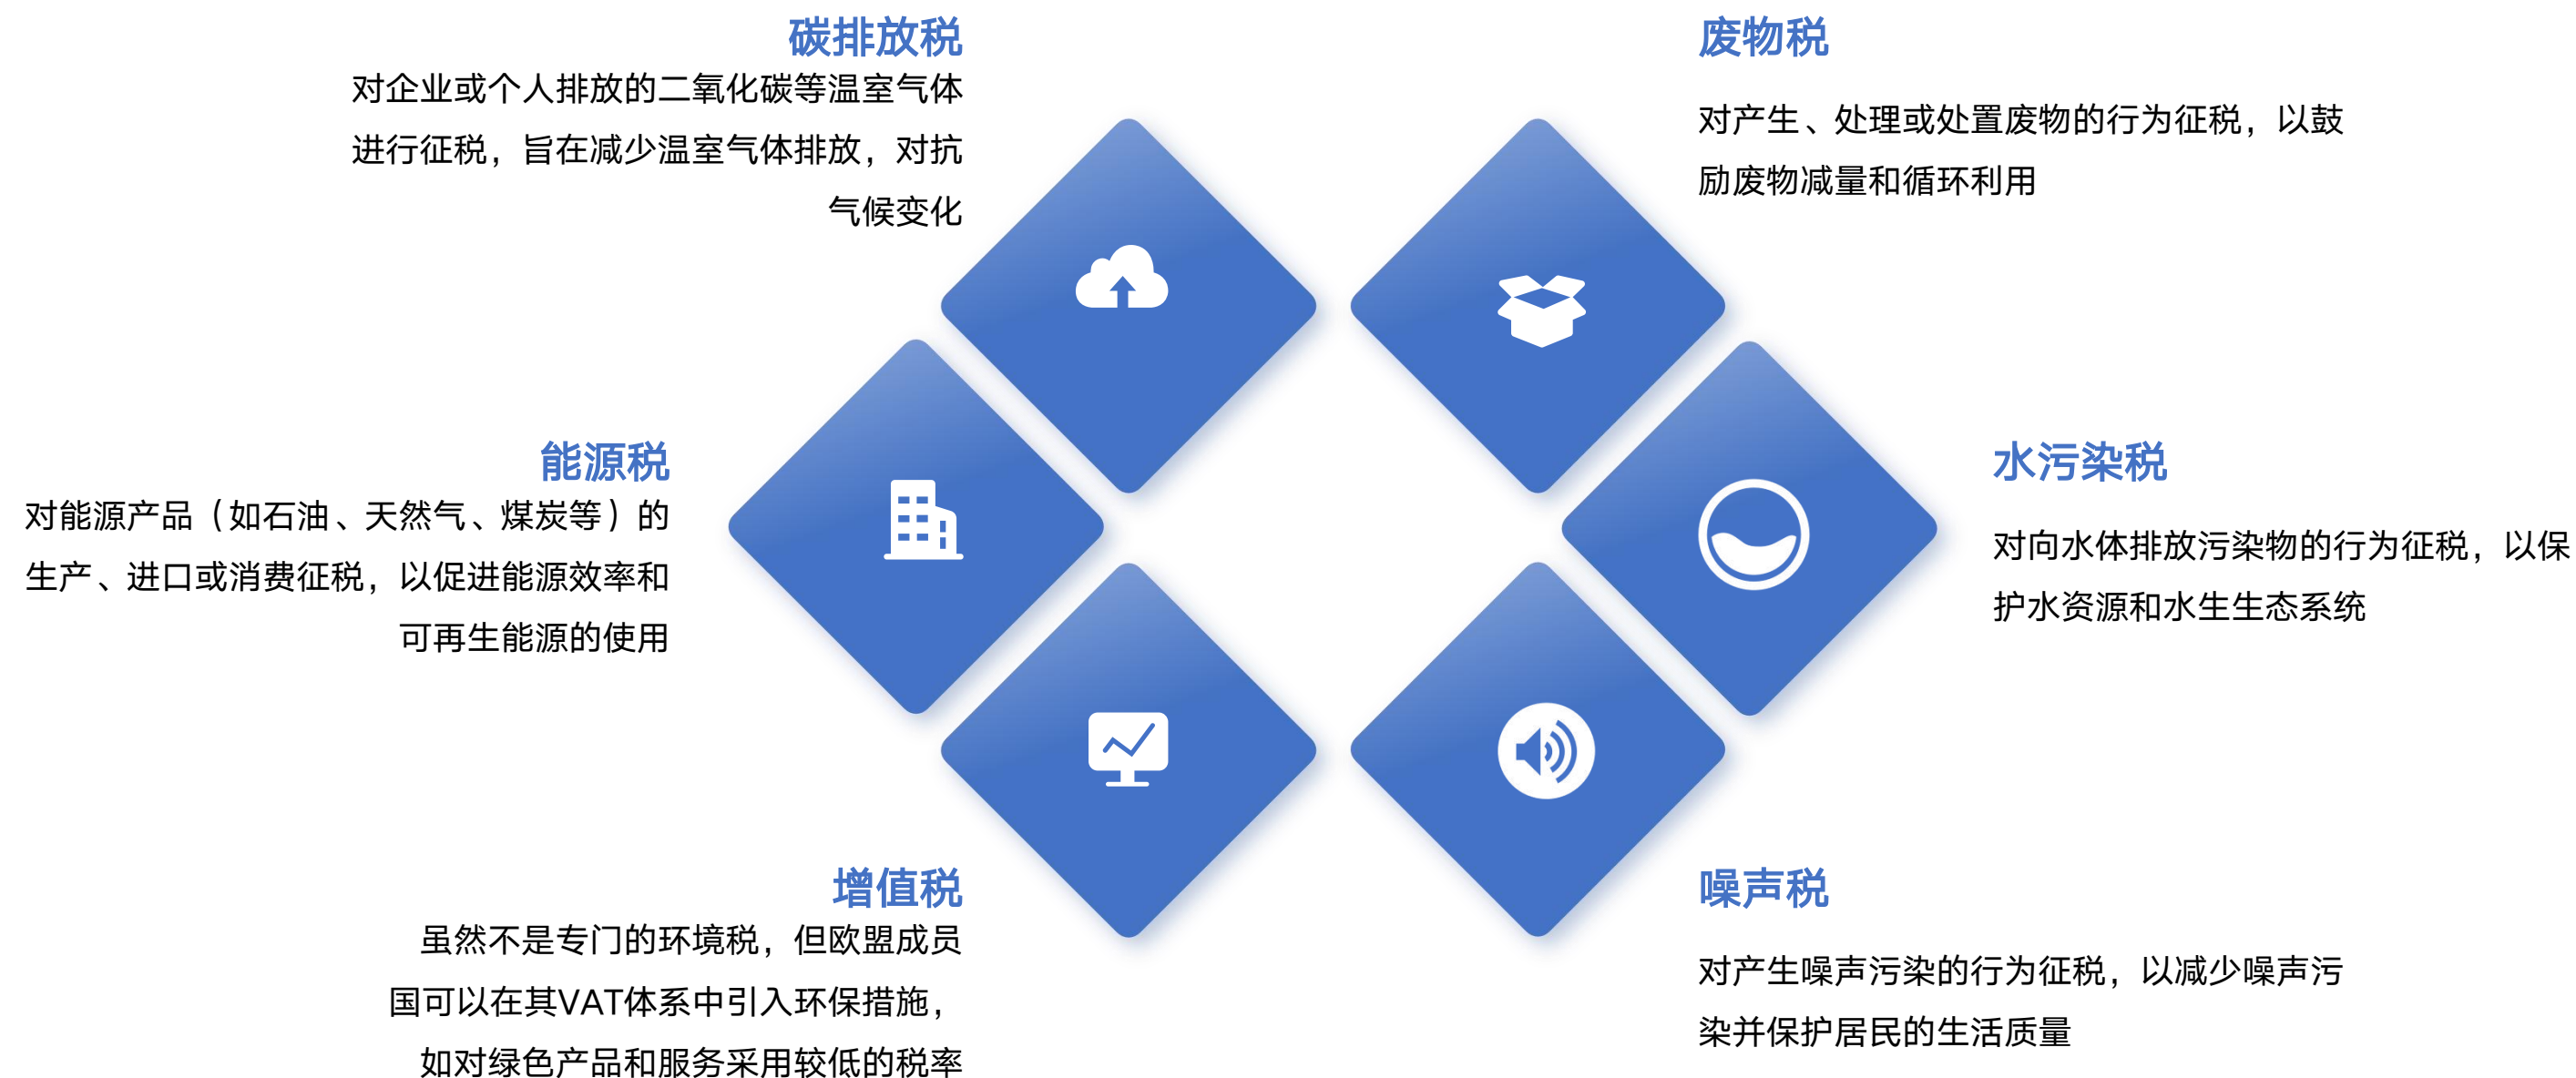 碳排放税
对企业或个人排放的二氧化碳等温室气体
进行征税，旨在减少温室气体排放，对抗
气候变化
废物税
对产生、处理或处置废物的行为征税，以鼓
励废物减量和循环利用
能源税
对能源产品（如石油、天然气、煤炭等）的
生产、进口或消费征税，以促进能源效率和
可再生能源的使用
水污染税
对向水体排放污染物的行为征税，以保
护水资源和水生生态系统
增值税
虽然不是专门的环境税，但欧盟成员
国可以在其VAT体系中引入环保措施，
如对绿色产品和服务采用较低的税率
噪声税
对产生噪声污染的行为征税，以减少噪声污
染并保护居民的生活质量